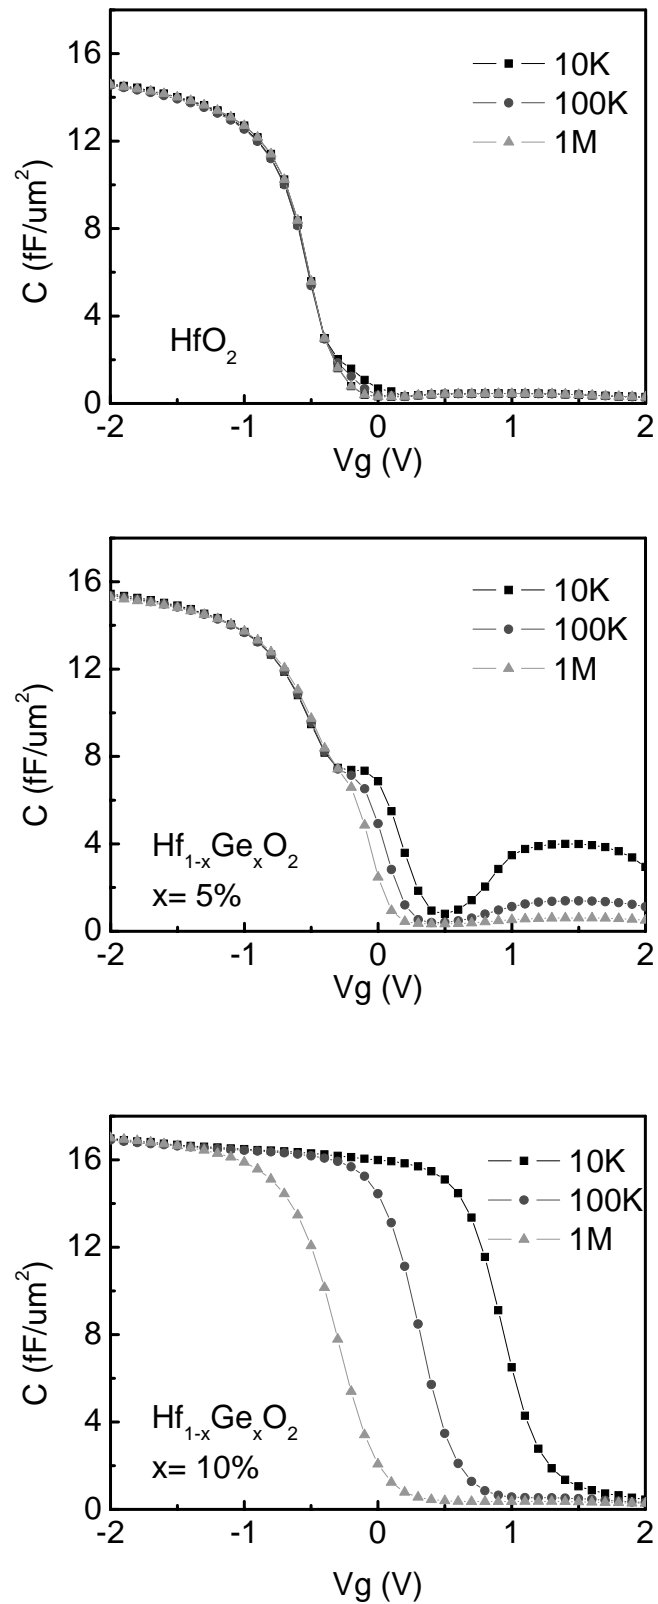 16
12
8
4
0
C (fF/um²)
10K
100K
1M
HfO₂
-2 -1 0 1 2
Vg (V)
16
12
8
4
0
C (fF/um²)
10K
100K
1M
Hf₁₋ₓGeₓO₂
x= 5%
-2 -1 0 1 2
Vg (V)
16
12
8
4
0
C (fF/um²)
10K
100K
1M
Hf₁₋ₓGeₓO₂
x= 10%
-2 -1 0 1 2
Vg (V)